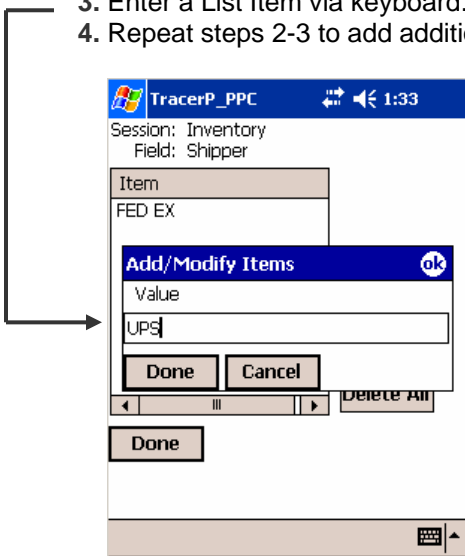 3. Enter a List Item via keyboard.
4. Repeat steps 2-3 to add
TracerP_PPC 1:33
Session: Inventory
Field: Shipper
Item
FED EX
Add/Modify Items ok
Value
UPS
Done Cancel
Delete All
Done